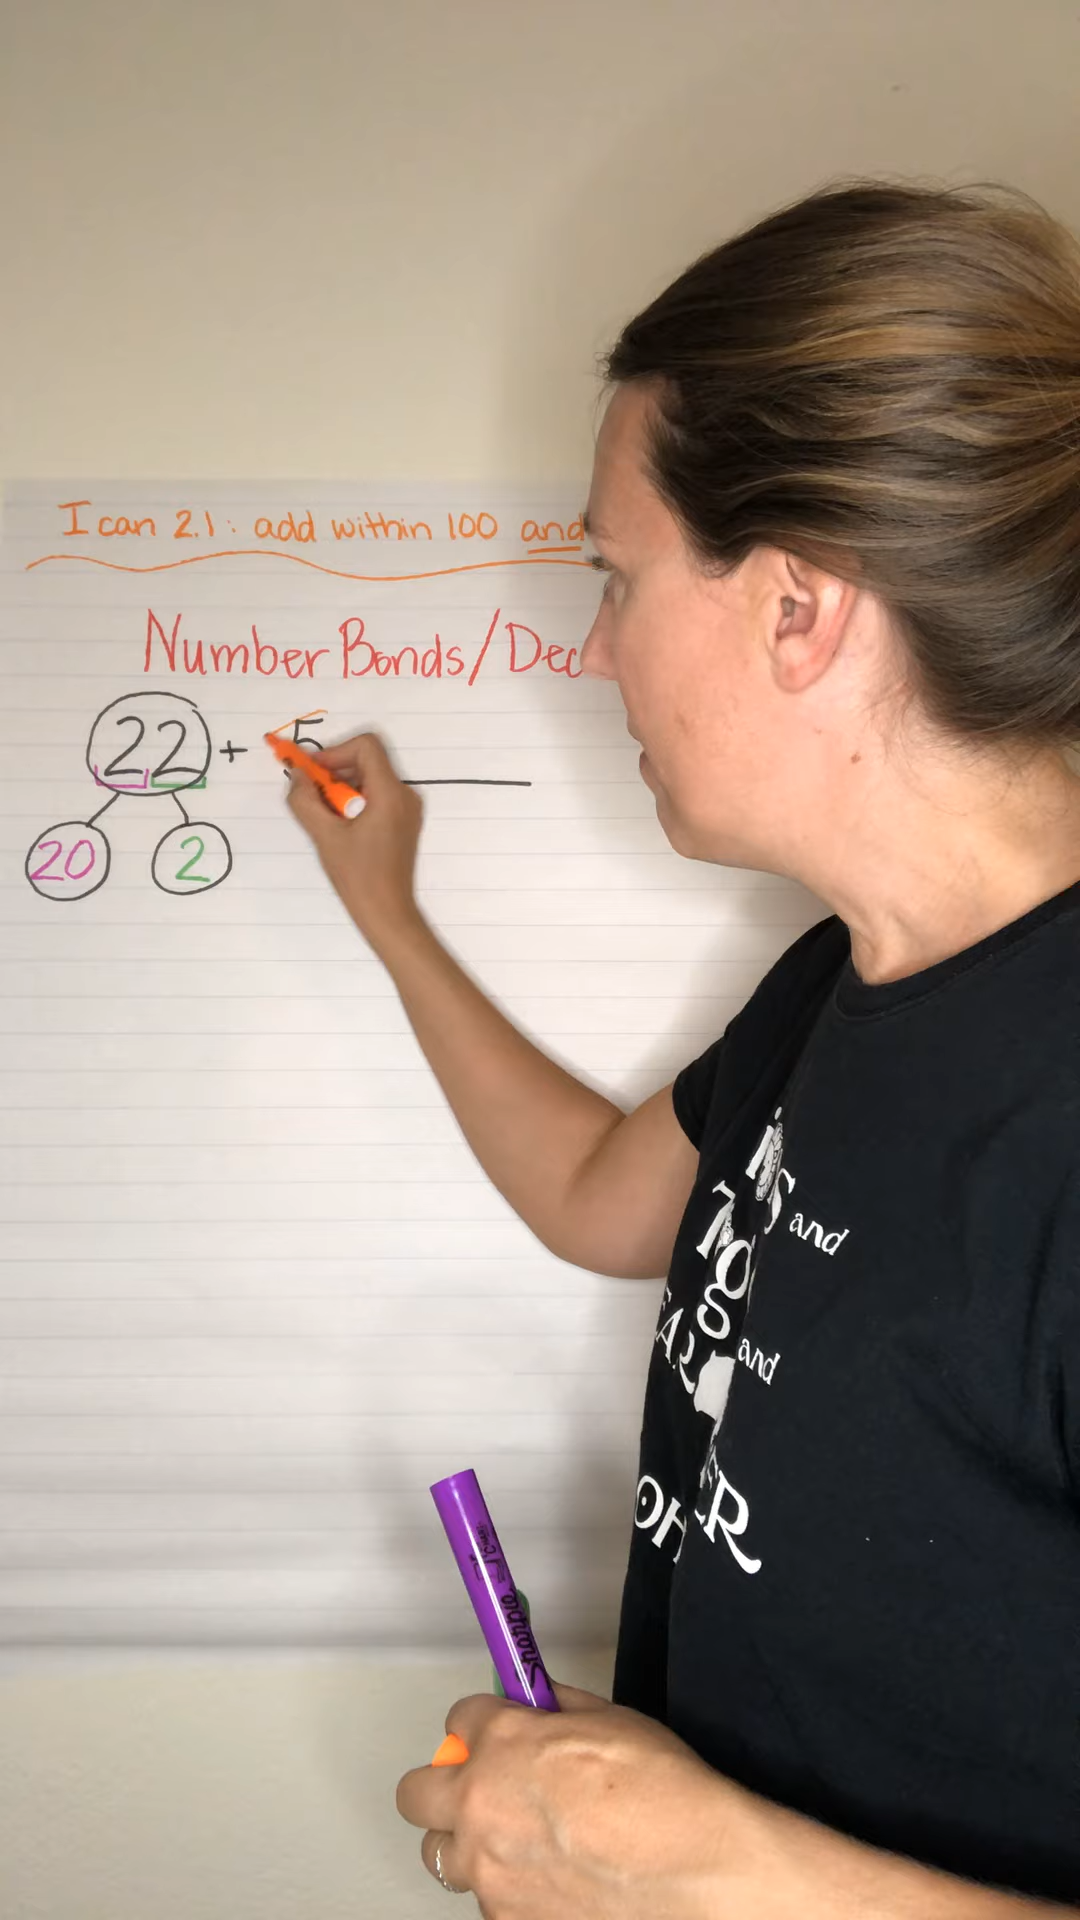 I can 2.1: add within 100 and
Number Bonds/Dec
22 + 5
20 2
and
and
Sharpie